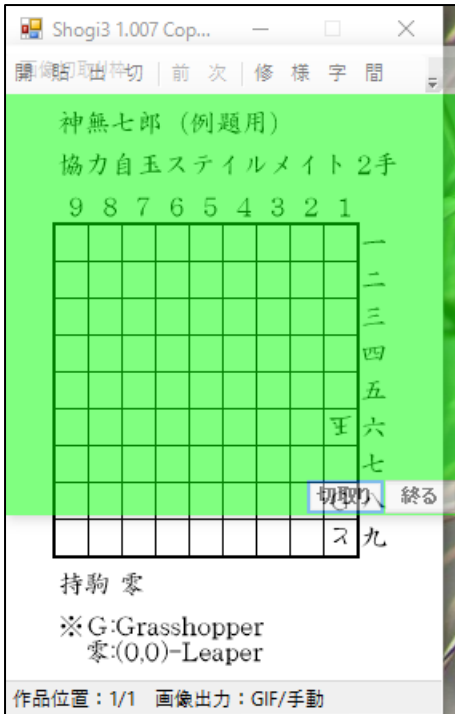 Shogi3 1.007 Cop...
開 貼 出 切 前 次 修 様 字 間
神無七郎 (例題用)
協力自玉ステイルメイト 2手
9 8 7 6 5 4 3 2 1
一
二
三
四
五
六
七
切取り 八 終る
ス 九
持駒 零
※G:Grasshopper
零:(0,0)-Leaper
作品位置：1/1 画像出力：GIF/手動